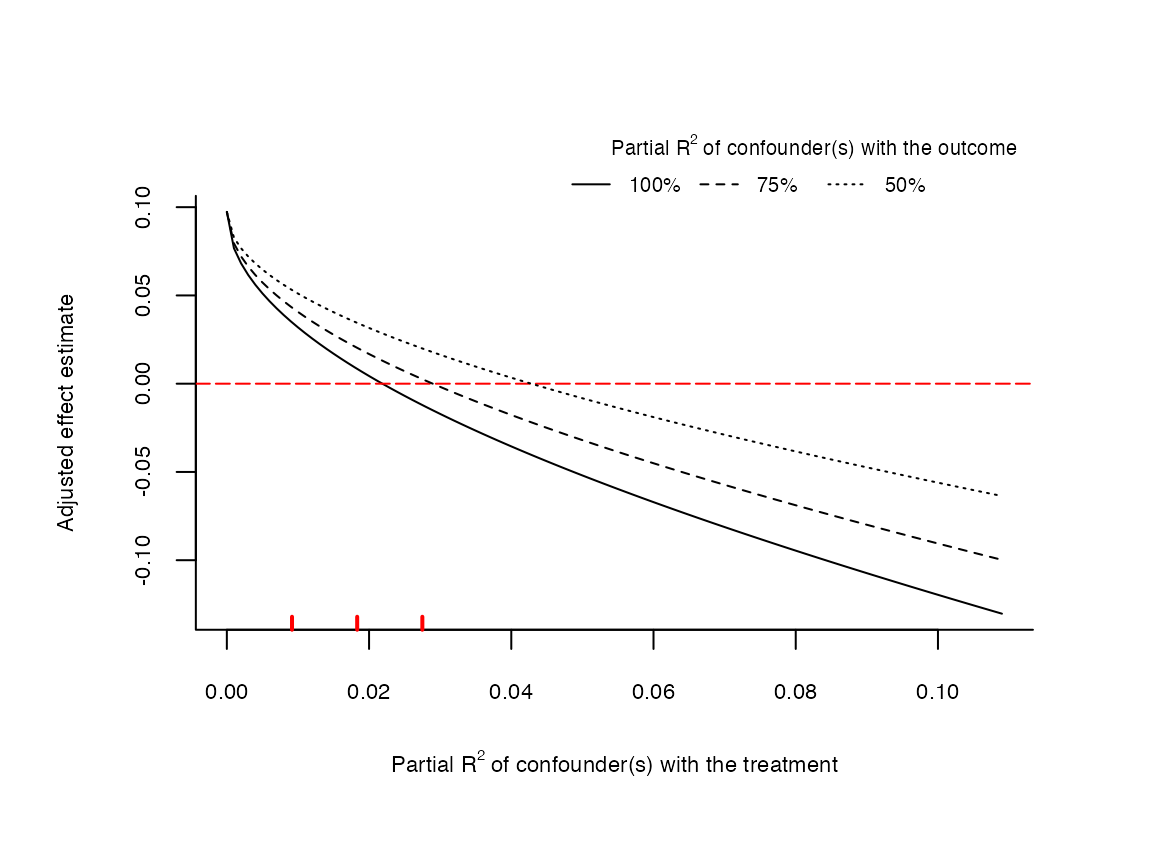 Partial R² of confounder(s) with the outcome
100% 75% 50%
Adjusted effect estimate
0.10
0.05
0.00
-0.05
-0.10
0.00 0.02 0.04 0.06 0.08 0.10
Partial R² of confounder(s) with the treatment